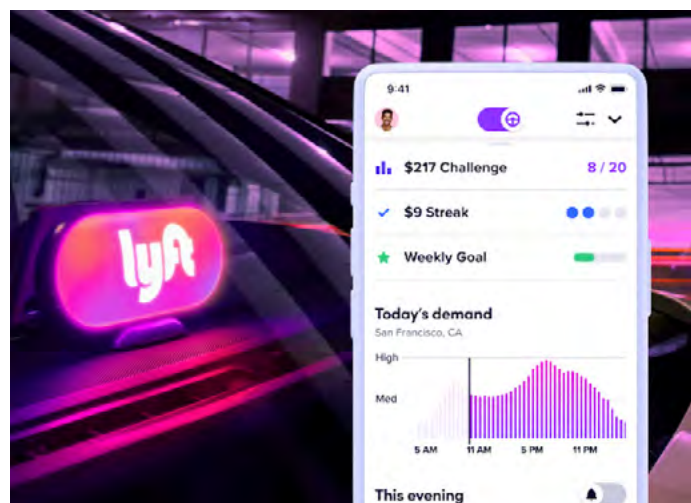 lyft
9:41
$217 Challenge 8 / 20
$9 Streak
Weekly Goal
Today's demand
San Francisco, CA
High
Med
5 AM 11 AM 5 PM 11 PM
This evening